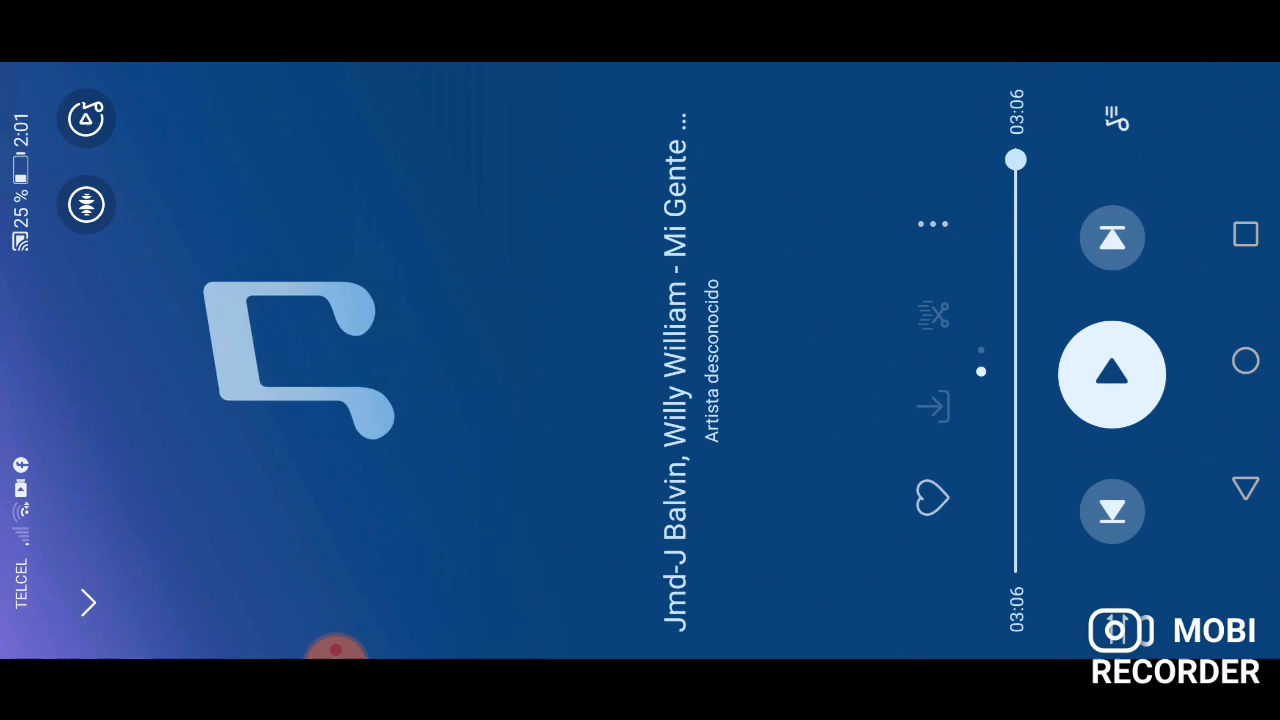 TELCEL
25 % 2:01
Jmd-J Balvin, Willy William - Mi Gente ...
Artista desconocido
03:06
03:06
MOBI
RECORDER